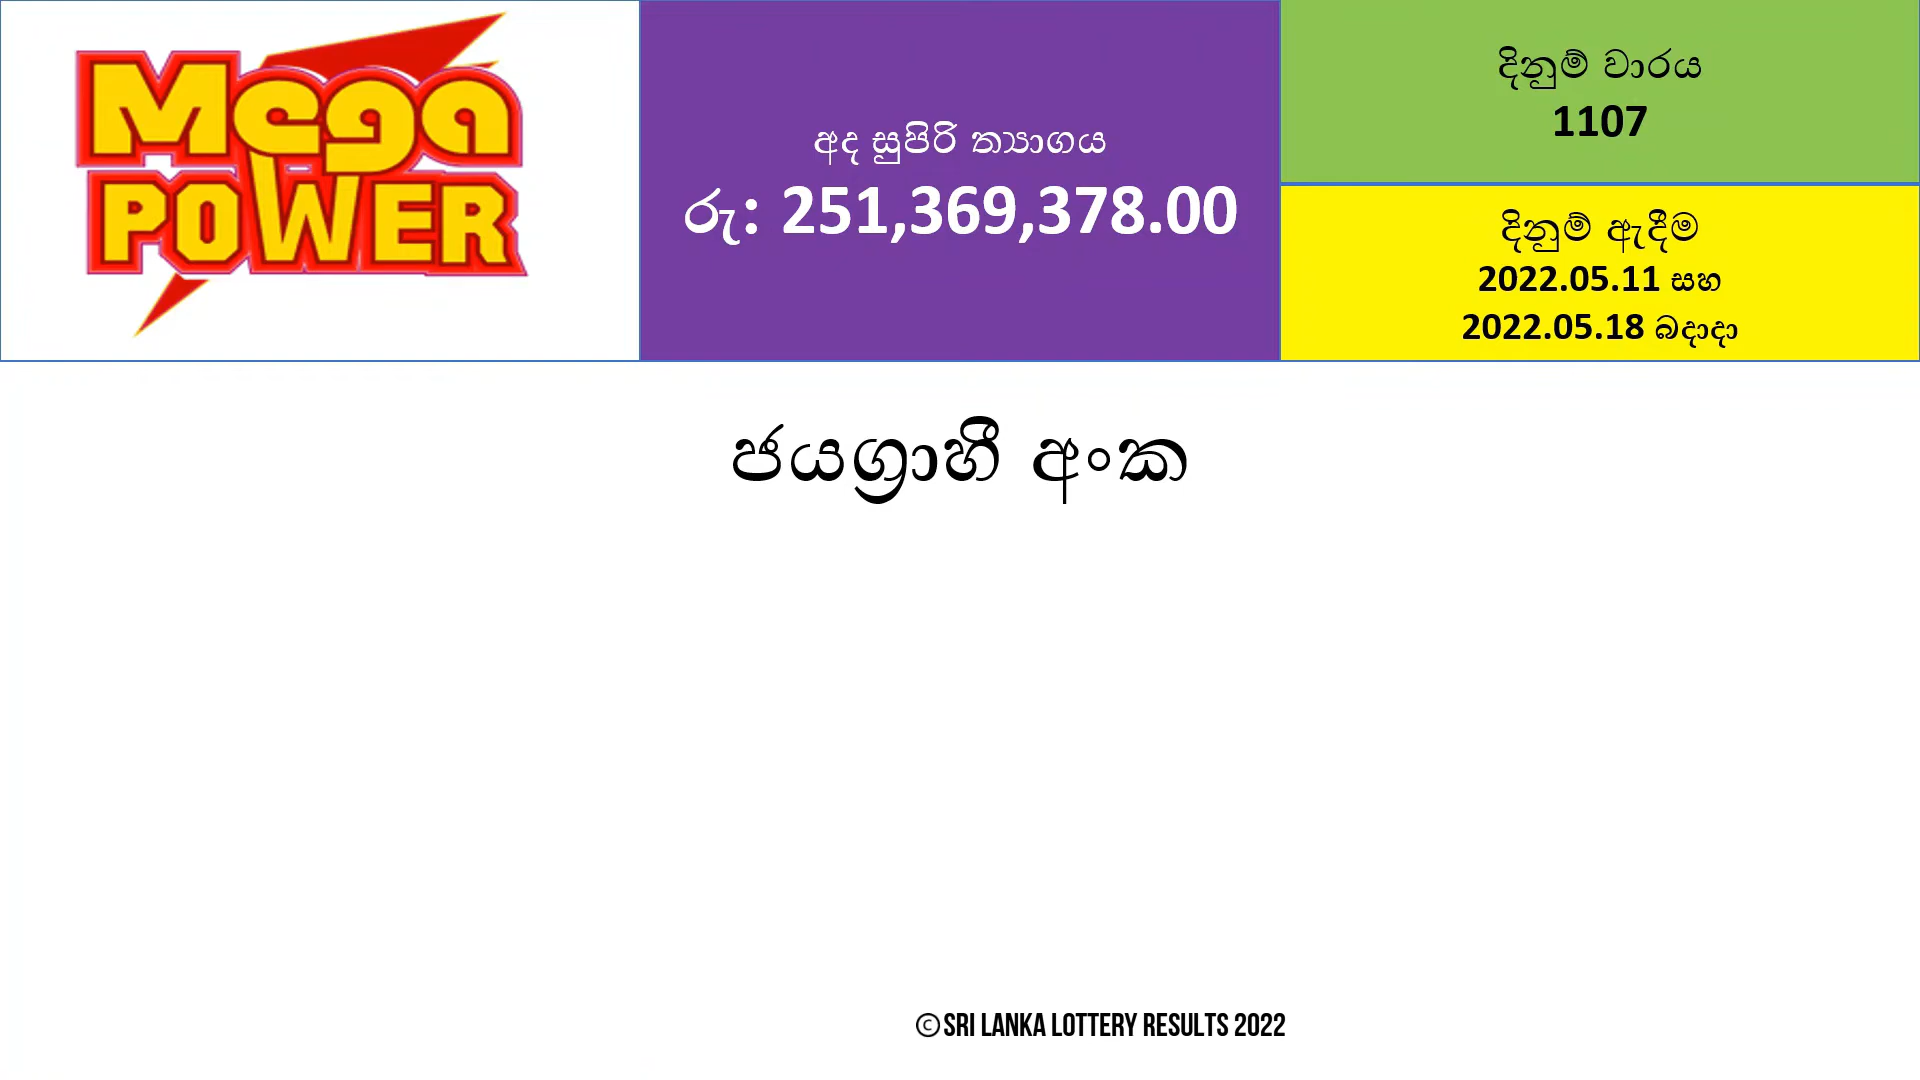 Mega
POWER
අද සුපිරි ත්‍යාගය
රු: 251,369,378.00
දිනුම් වාරය
1107
දිනුම් ඇදීම
2022.05.11 සහ
2022.05.18 බදාදා
ජයග්‍රාහී අංක
©SRI LANKA LOTTERY RESULTS 2022